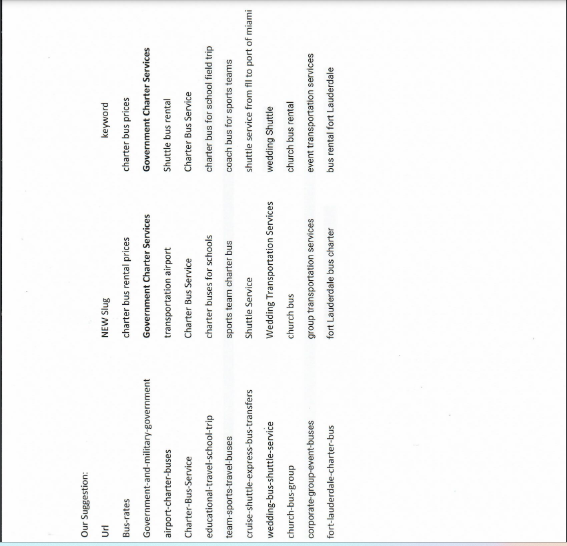 Our Suggestion:
Url NEW Slug keyword
Bus-rates charter bus rental prices charter bus prices
Government-and-military-government Government Charter Services Government Charter Services
airport-charter-buses transportation airport Shuttle bus rental
Charter-Bus-Service Charter Bus Service Charter Bus Service
educational-travel-school-trip charter buses for schools charter bus for school field trip
team-sports-travel-buses sports team charter bus coach bus for sports teams
cruise-shuttle-express-bus-transfers Shuttle Service shuttle service from fll to port of miami
wedding-bus-shuttle-service Wedding Transportation Services wedding Shuttle
church-bus-group church bus church bus rental
corporate-group-event-buses group transportation services event transportation services
fort-lauderdale-charter-bus fort Lauderdale bus charter bus rental fort Lauderdale